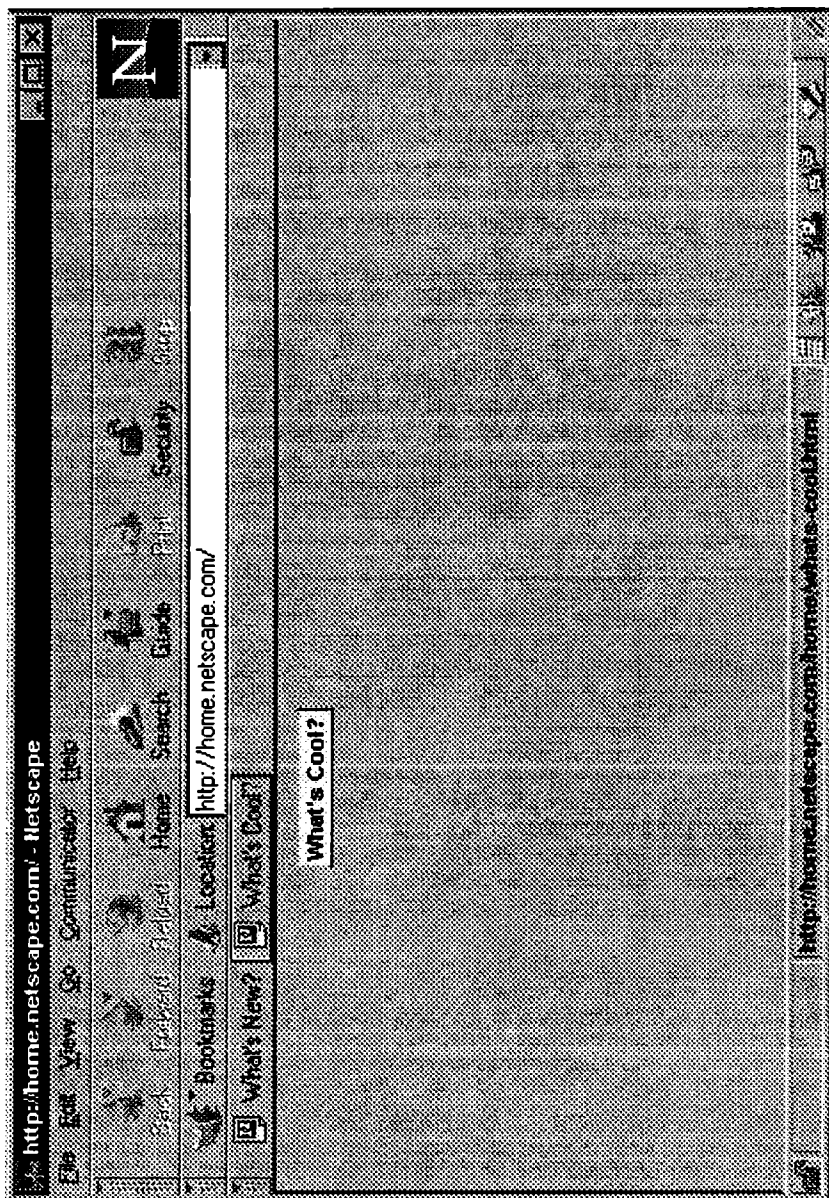 http://home.netscape.com/ - Netscape
File Edit View Go Communicator Help
N
Back Forward Reload Home Search Guide Print Security Stop
Bookmarks Location: http://home.netscape.com/
What's New? What's Cool?
What's Cool?
http://home.netscape.com/home/whats-cool.html